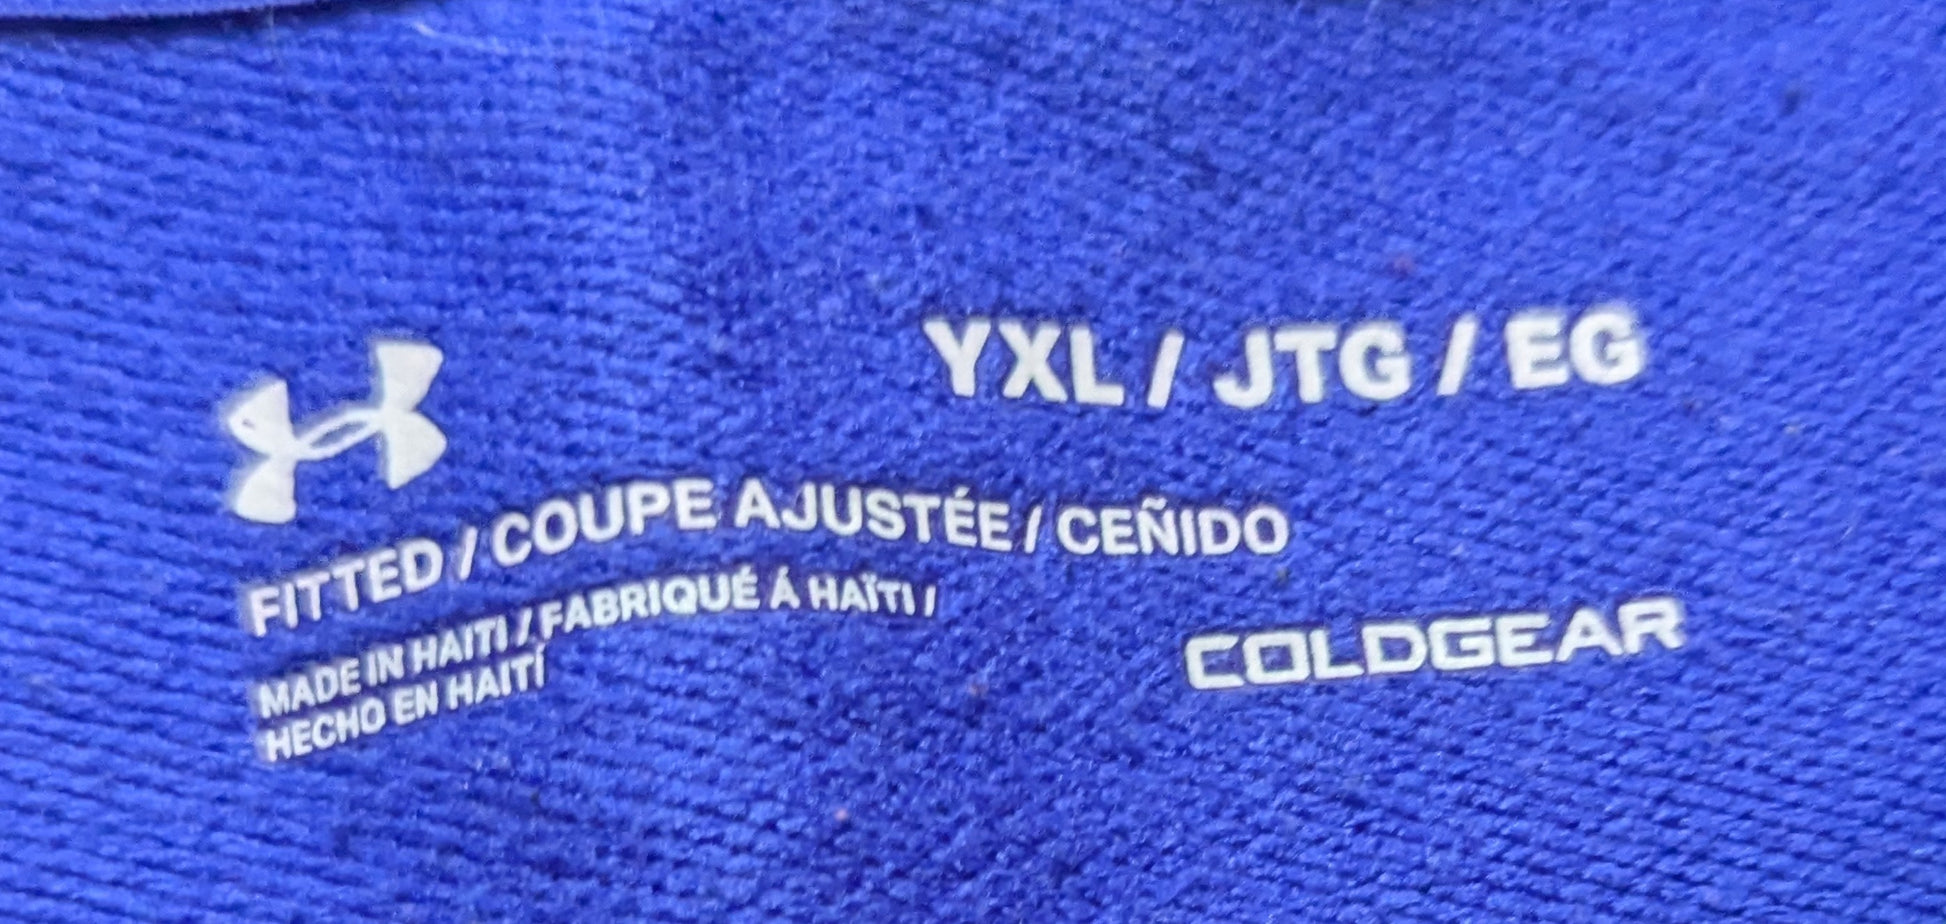 YXL / JTG / EG
FITTED / COUPE AJUSTÉE / CEÑIDO
MADE IN HAITI / FABRIQUÉ Á HAÏTI /
HECHO EN HAITÍ
COLDGEAR